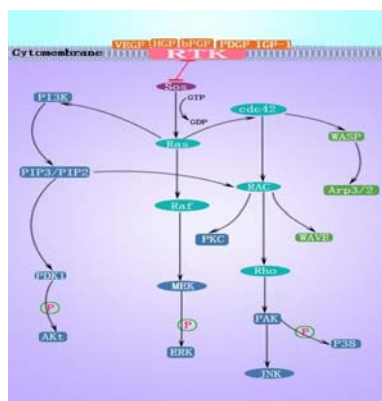 VEGF HGF bFGF PDGF IGF-1
Cytomembrane RTK
Sos
GTP
GDP
PI3K
cdc42
WASP
Ras
PIP3/PIP2
RAC
Arp3/2
Raf
PKC
WAVE
PDK1
MEK
Rho
P
P
PAK
P
AKt
ERK
P38
JNK